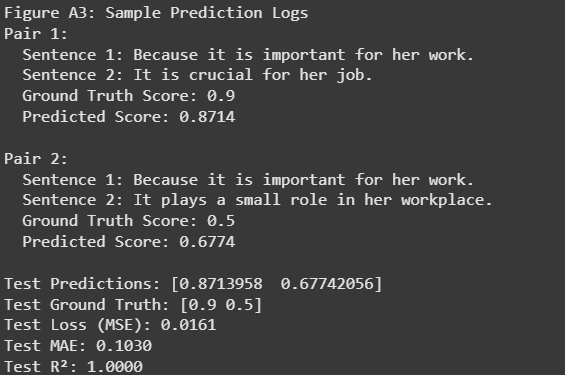 Figure A3: Sample Prediction Logs
Pair 1:
Sentence 1: Because it is important for her work.
Sentence 2: It is crucial for her job.
Ground Truth Score: 0.9
Predicted Score: 0.8714
Pair 2:
Sentence 1: Because it is important for her work.
Sentence 2: It plays a small role in her workplace.
Ground Truth Score: 0.5
Predicted Score: 0.6774
Test Predictions: [0.8713958  0.67742056]
Test Ground Truth: [0.9 0.5]
Test Loss (MSE): 0.0161
Test MAE: 0.1030
Test R²: 1.0000